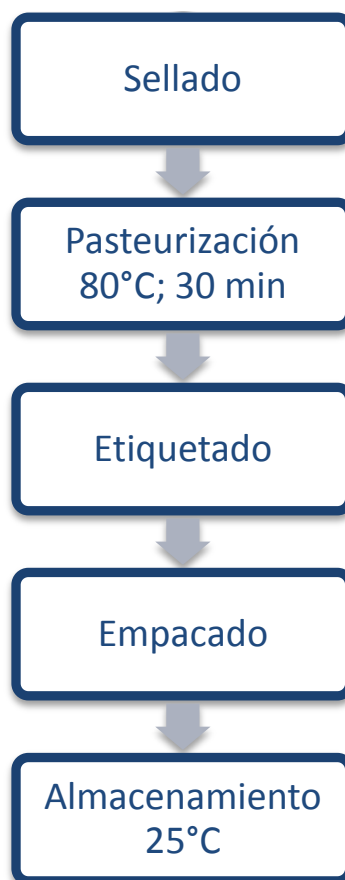 Sellado
Pasteurización
80°C; 30 min
Etiquetado
Empacado
Almacenamiento
25°C